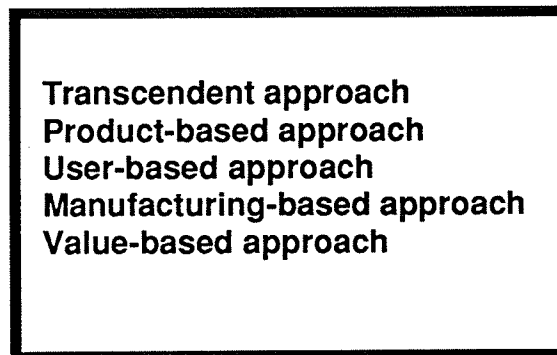 Transcendent approach
Product-based approach
User-based approach
Manufacturing-based approach
Value-based approach